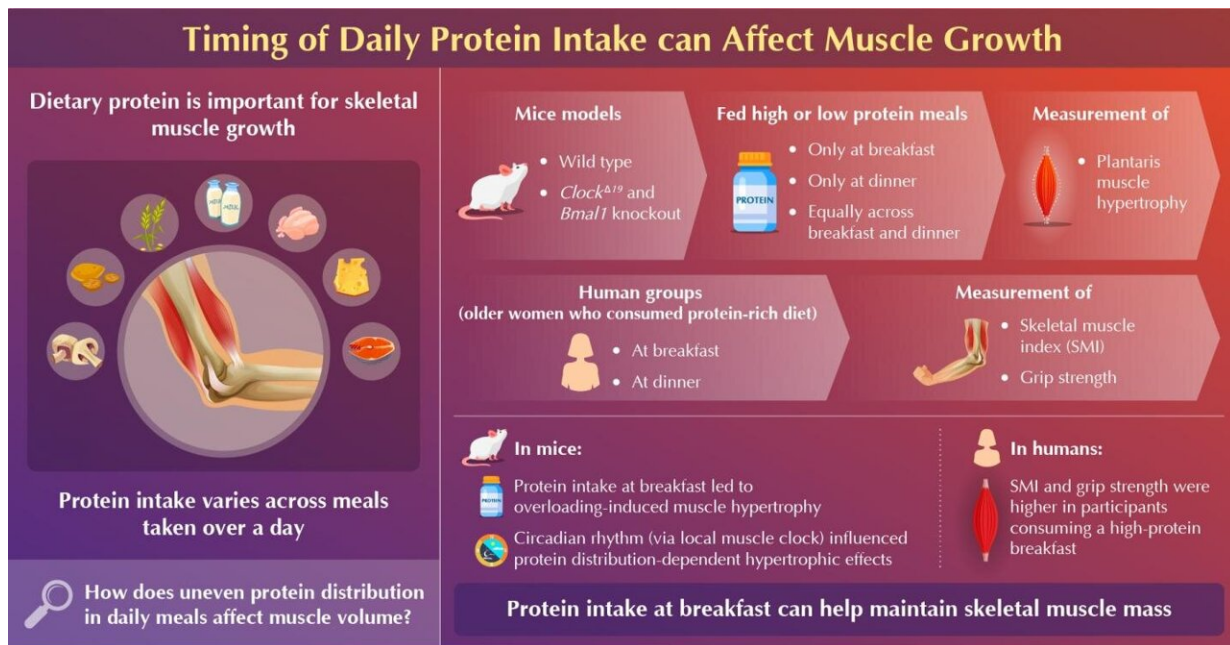 Timing of Daily Protein Intake can Affect Muscle Growth
Dietary protein is important for skeletal
muscle growth
Protein intake varies across meals
taken over a day
How does uneven protein distribution
in daily meals affect muscle volume?
Mice models
• Wild type
• ClockΔ19 and
Bmal1 knockout
Fed high or low protein meals
PROTEIN
• Only at breakfast
• Only at dinner
• Equally across
breakfast and dinner
Measurement of
• Plantaris
muscle
hypertrophy
Human groups
(older women who consumed protein-rich diet)
• At breakfast
• At dinner
Measurement of
• Skeletal muscle
index (SMI)
• Grip strength
In mice:
Protein intake at breakfast led to
overloading-induced muscle hypertrophy
Circadian rhythm (via local muscle clock) influenced
protein distribution-dependent hypertrophic effects
In humans:
SMI and grip strength were
higher in participants
consuming a high-protein
breakfast
Protein intake at breakfast can help maintain skeletal muscle mass